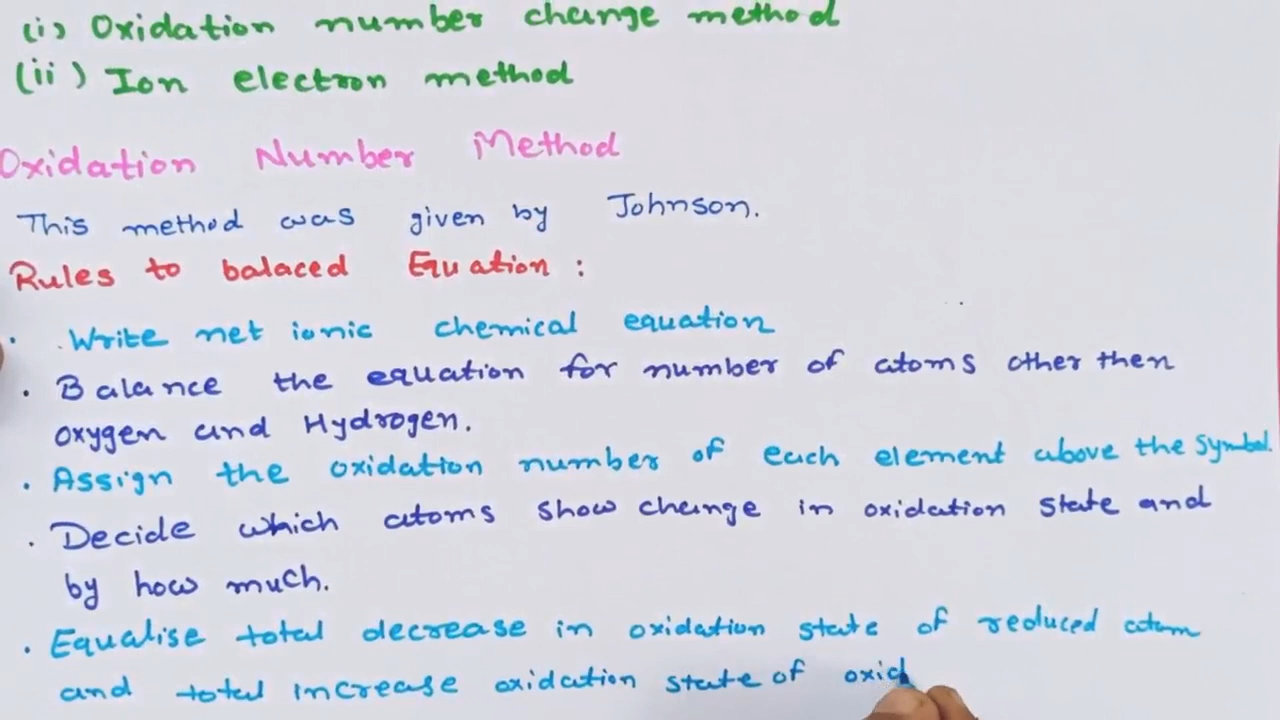 (i) Oxidation number change method
(ii) Ion electron method
Oxidation Number Method
This method was given by Johnson.
Rules to balaced Equation :
. Write net ionic chemical equation
. Balance the equation for number of atoms other then
oxygen and Hydrogen.
. Assign the oxidation number of each element above the symbol.
. Decide which atoms show change in oxidation state and
by how much.
. Equalise total decrease in oxidation state of reduced atom
and total increase oxidation state of oxid